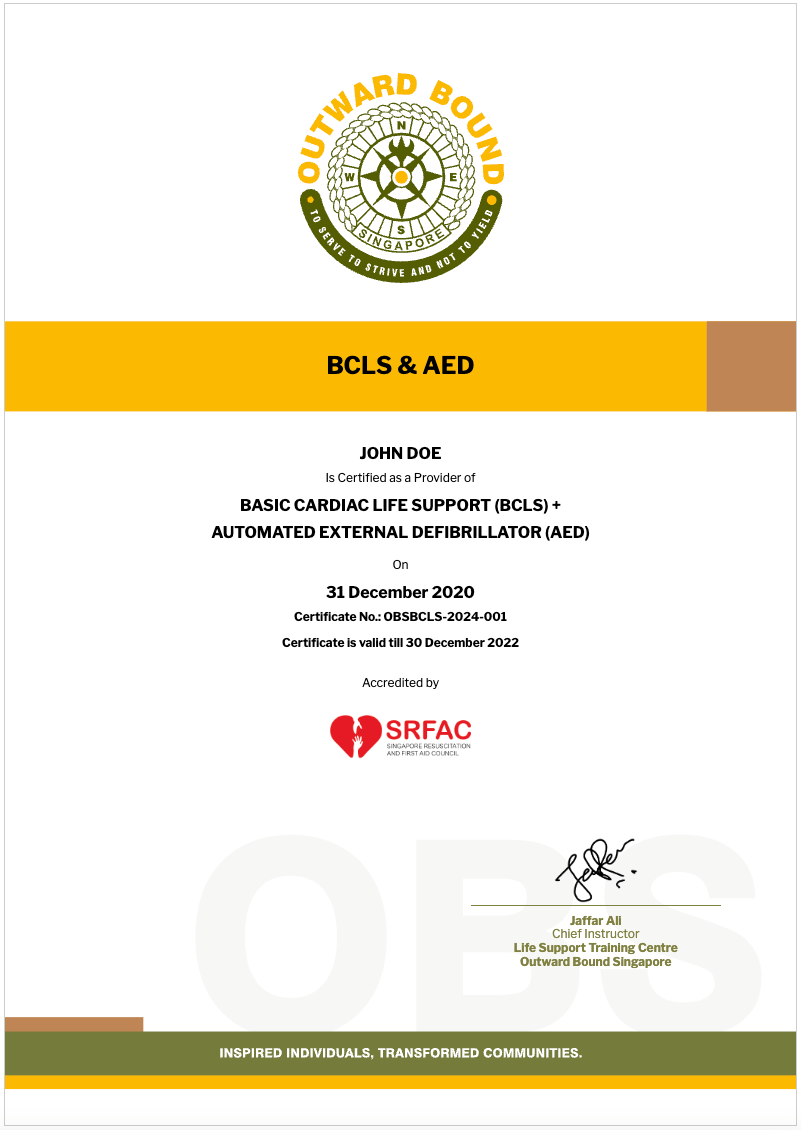 OUTWARD BOUND
N
W
E
S
SINGAPORE
TO SERVE TO STRIVE AND NOT TO YIELD
BCLS & AED
JOHN DOE
Is Certified as a Provider of
BASIC CARDIAC LIFE SUPPORT (BCLS) +
AUTOMATED EXTERNAL DEFIBRILLATOR (AED)
On
31 December 2020
Certificate No.: OBSBCLS-2024-001
Certificate is valid till 30 December 2022
Accredited by
SRFAC
SINGAPORE RESUSCITATION
AND FIRST AID COUNCIL
OBS
Jaffar Ali
Chief Instructor
Life Support Training Centre
Outward Bound Singapore
INSPIRED INDIVIDUALS, TRANSFORMED COMMUNITIES.